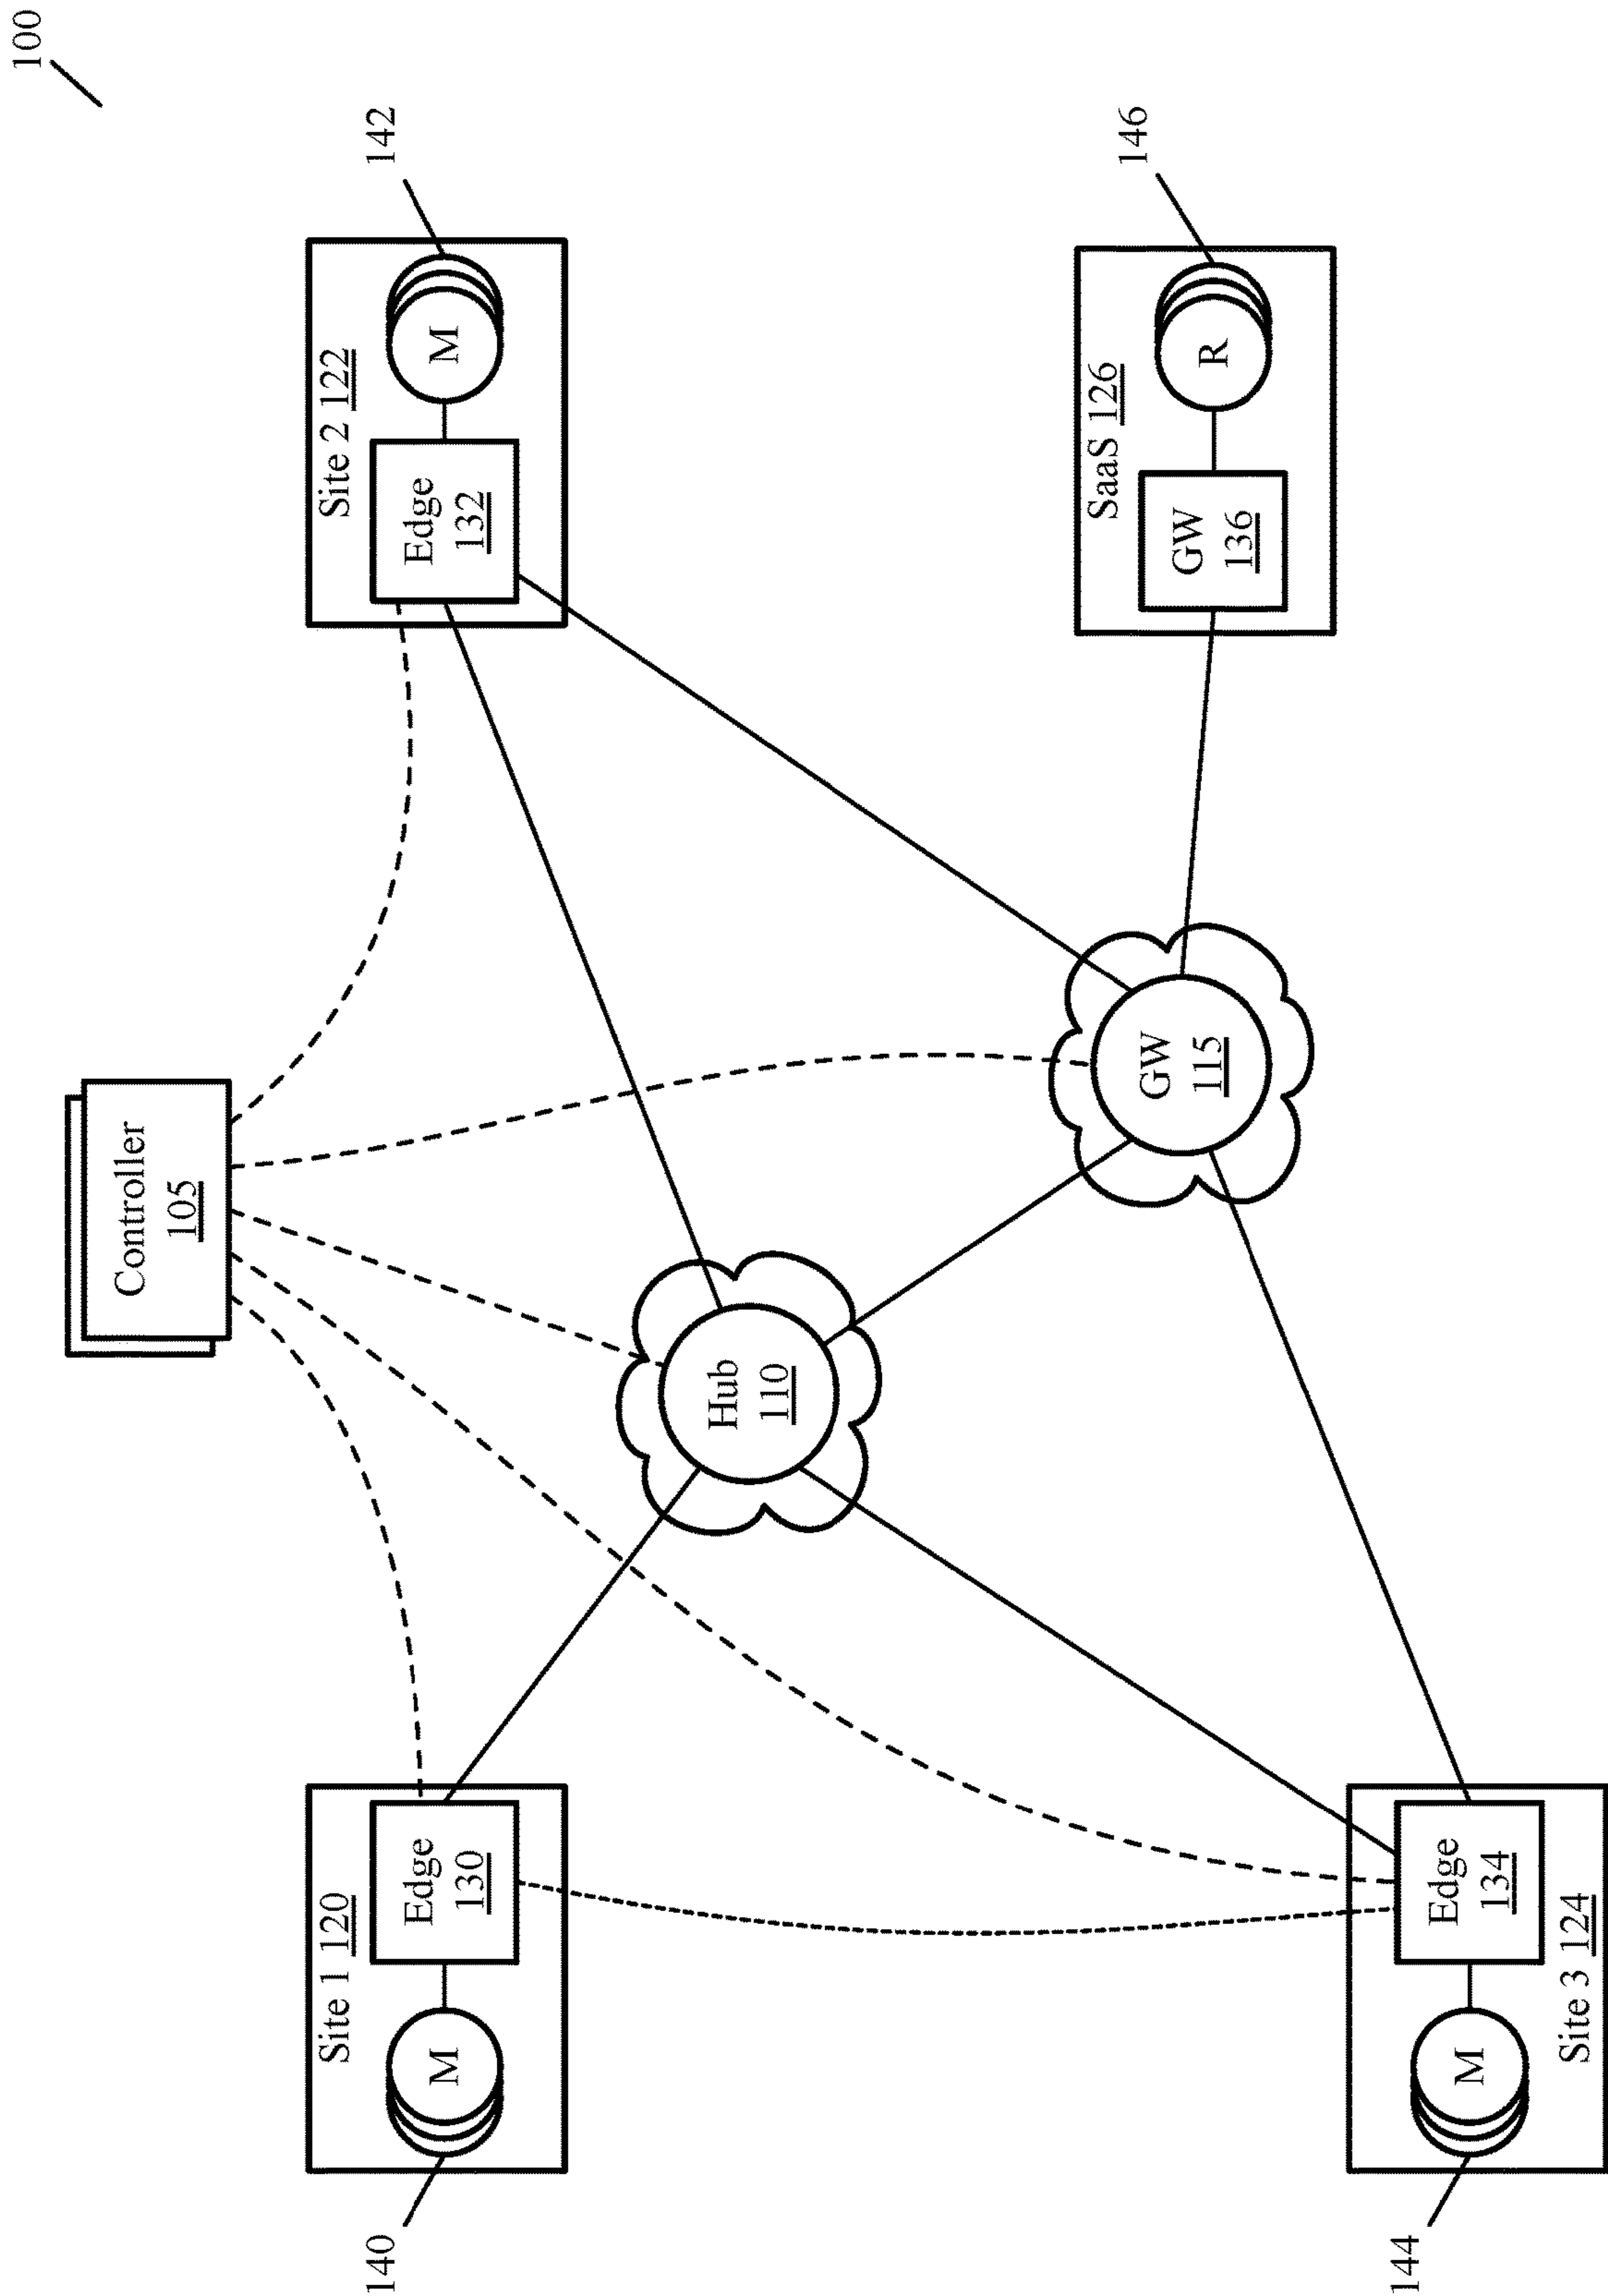 100
Controller
105
Site 1 120
Edge
130
M
140
Site 2 122
Edge
132
M
142
Hub
110
GW
115
Site 3 124
Edge
134
M
144
SaaS 126
GW
136
R
146